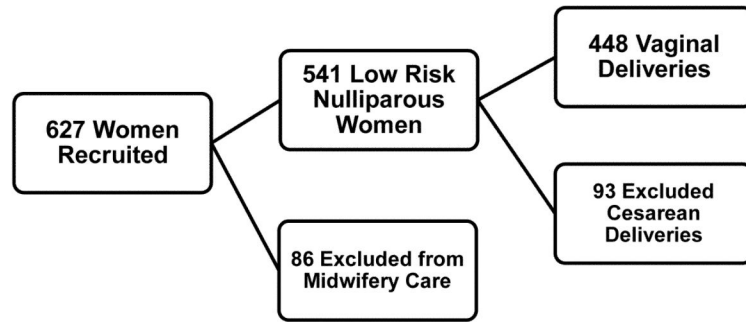 627 Women
Recruited
541 Low Risk
Nulliparous
Women
86 Excluded from
Midwifery Care
448 Vaginal
Deliveries
93 Excluded
Cesarean
Deliveries